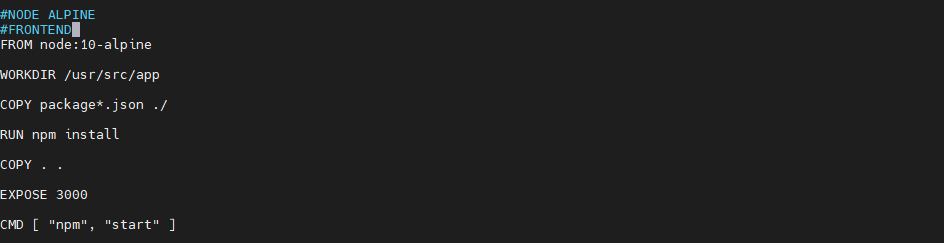 #NODE ALPINE
#FRONTEND
FROM node:10-alpine
WORKDIR /usr/src/app
COPY package*.json ./
RUN npm install
COPY . .
EXPOSE 3000
CMD [ "npm", "start" ]